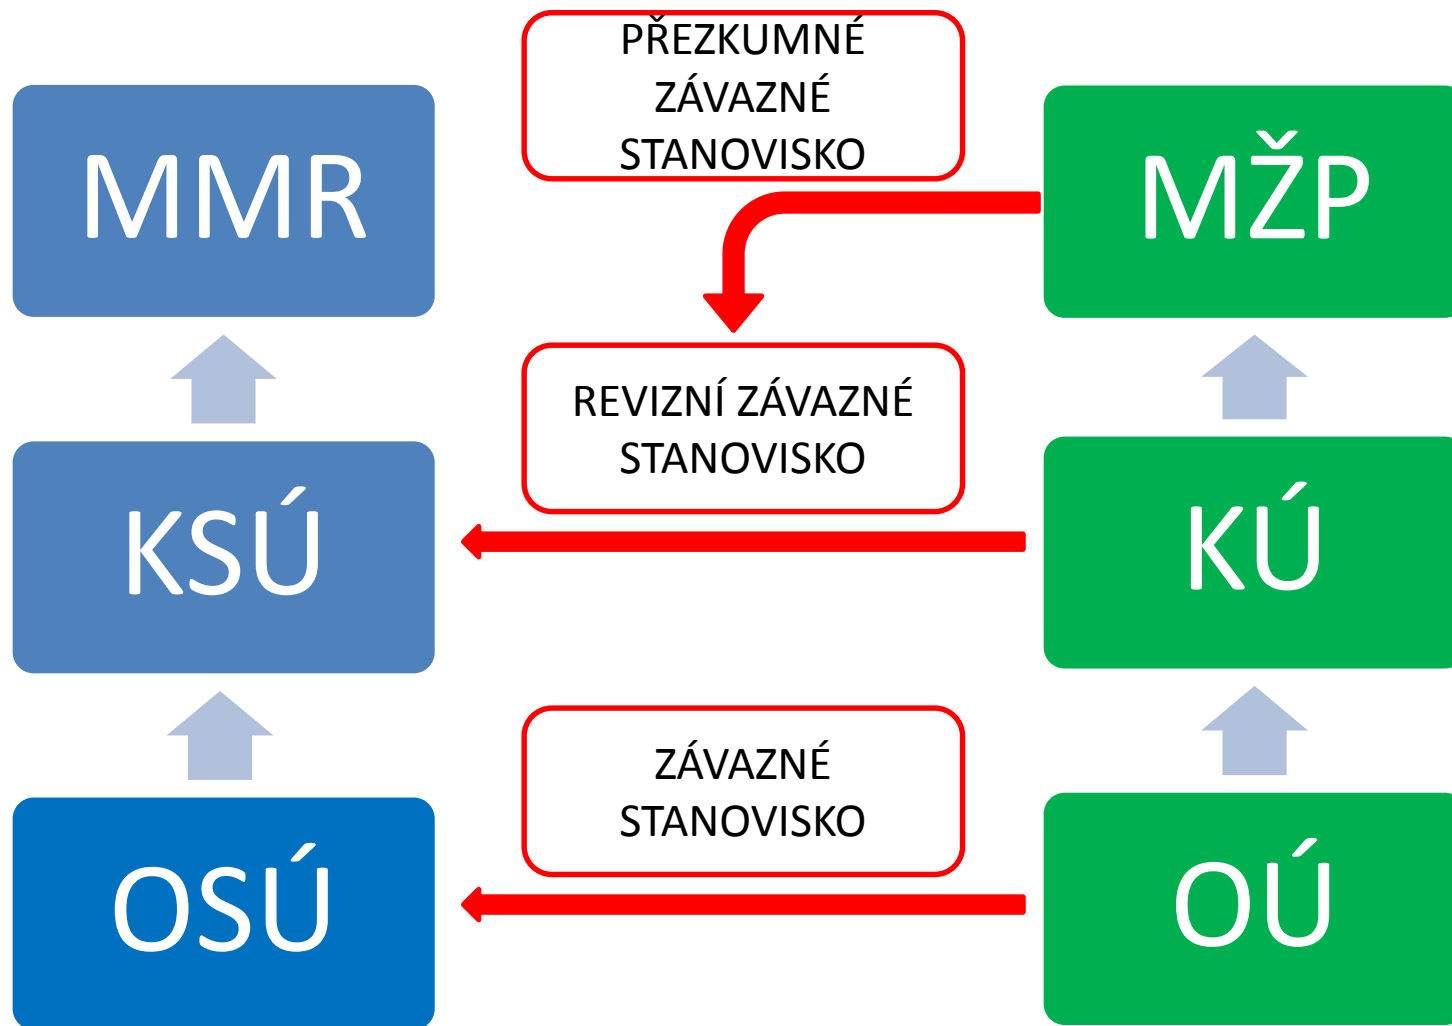 PŘEZKUMNÉ
ZÁVAZNÉ
STANOVISKO
MMR
MŽP
REVIZNÍ ZÁVAZNÉ
STANOVISKO
KSÚ
KÚ
ZÁVAZNÉ
STANOVISKO
OSÚ
OÚ